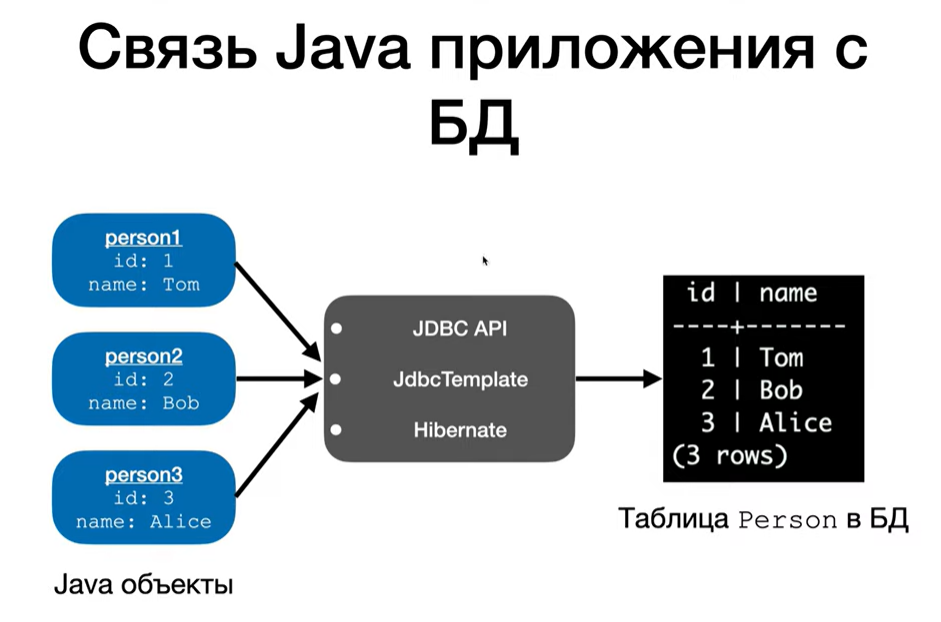 Связь Java приложения с
БД
person1
id: 1
name: Tom
person2
id: 2
name: Bob
person3
id: 3
name: Alice
Java объекты
JDBC API
JdbcTemplate
Hibernate
id | name
----+-------
1 | Tom
2 | Bob
3 | Alice
(3 rows)
Таблица Person в БД